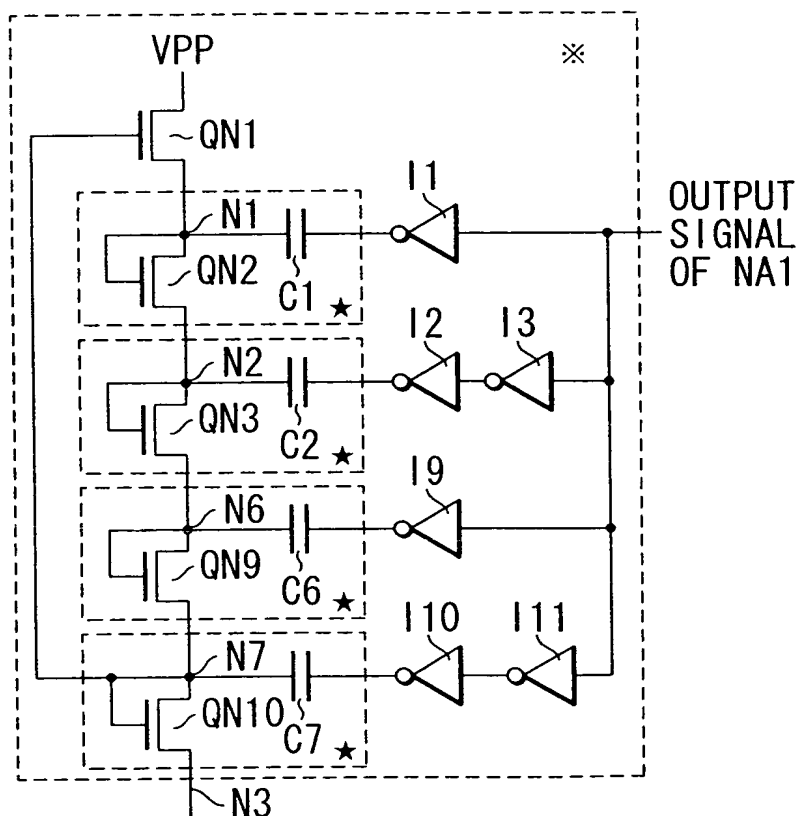 VPP
※
QN1
I1
N1
OUTPUT
SIGNAL
OF NA1
QN2
C1
★
I2
I3
N2
QN3
C2
★
I9
N6
QN9
C6
★
I10
I11
N7
QN10
C7
★
N3